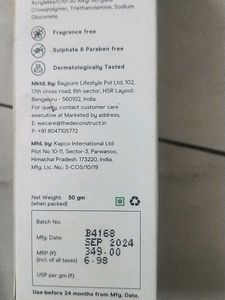 Acrylates/C10-30 Alkyl Acrylate
Crosspolymer, Triethanolamine, Sodium
Gluconate.
Fragrance free
Sulphate & Paraben free
Dermatologically Tested
Mktd. by: Baypure Lifestyle Pvt Ltd, 102,
17th cross road, 6th sector, HSR Layout,
Bengaluru - 560102, India.
For query, contact customer care
executive at Marketed by address,
E: wecare@thedeconstruct.in
P: +91 8047105772
Mfd. by: Kapco International Ltd
Plot No 10-11, Sector-3, Parwanoo,
Himachal Pradesh. 173220, India.
Mfg. Lic. No.: S-COS/10/19
Net Weight: 50 gm
(when packed)
Batch No: B4168
Mfg. Date: SEP 2024
MRP (₹) 349.00
(incl. of all taxes) 6.98
USP per gm (₹):
Use before 24 months from Mfg. Date.